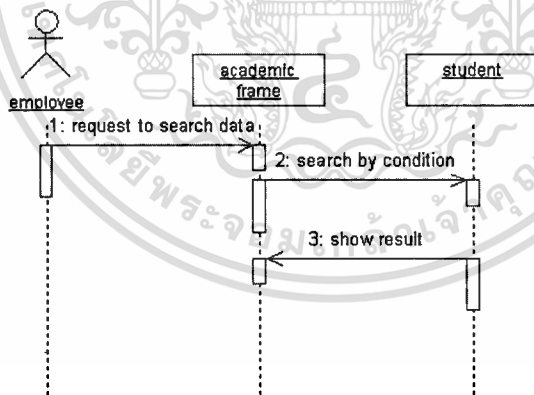 academic
frame
student
employee
1: request to search data
2: search by condition
3: show result